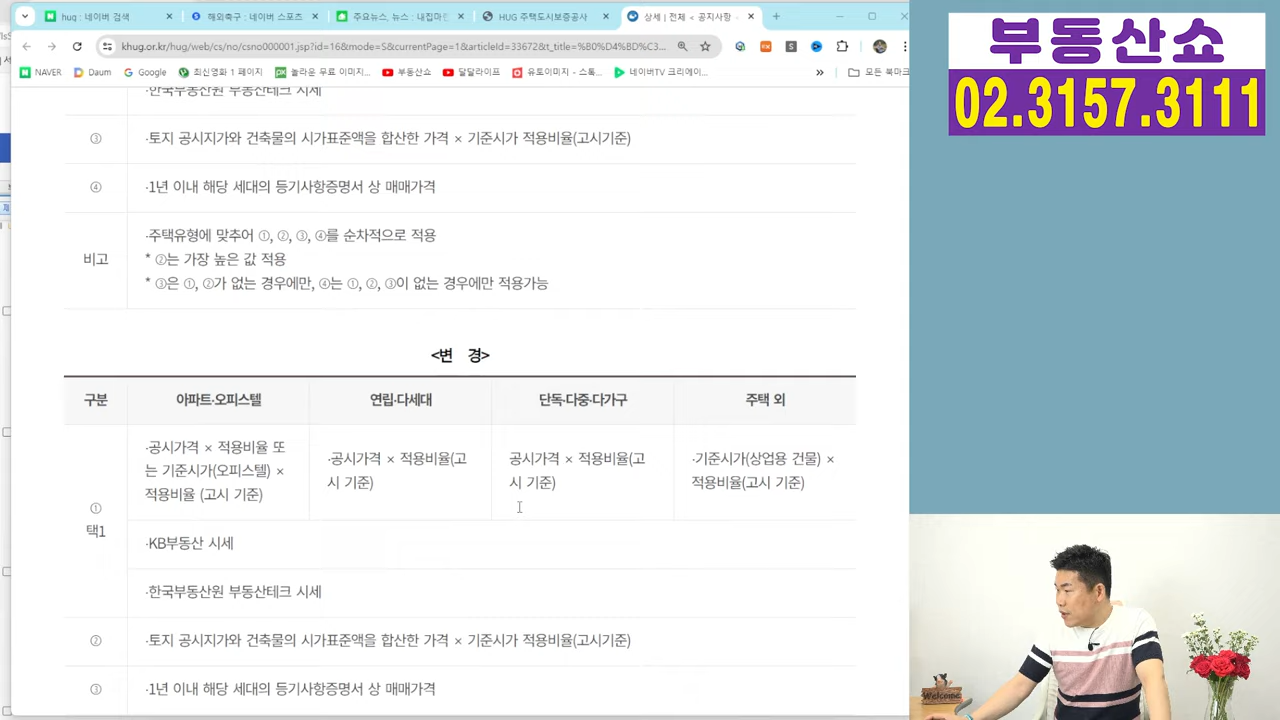 hug : 네이버 검색
해외축구 : 네이버 스포츠
주요뉴스, 뉴스 : 내집마련
HUG 주택도시보증공사
상세 | 전체 < 공지사항
khug.or.kr/hug/web/cs/no/csno000001.jsp?id=16&mode=S&currentPage=1&articleId=33672&t_title=%80%D4%8D%C3...
NAVER
Daum
Google
최신영화 1 페이지
놀라운 무료 이미지...
부동산쇼
달달라이프
유토이미지 - 스톡...
네이버TV 크리에이...
모든 북마크
·한국부동산원 부동산테크 시세
③ ·토지 공시지가와 건축물의 시가표준액을 합산한 가격 × 기준시가 적용비율(고시기준)
④ ·1년 이내 해당 세대의 등기사항증명서 상 매매가격
비고
·주택유형에 맞추어 ①, ②, ③, ④를 순차적으로 적용
* ②는 가장 높은 값 적용
* ③은 ①, ②가 없는 경우에만, ④는 ①, ②, ③이 없는 경우에만 적용가능
<변 경>
구분 아파트·오피스텔 연립·다세대 단독·다중·다가구 주택 외
① 택1
·공시가격 × 적용비율 또
는 기준시가(오피스텔) ×
적용비율 (고시 기준)
·공시가격 × 적용비율(고
시 기준)
공시가격 × 적용비율(고
시 기준)
·기준시가(상업용 건물) ×
적용비율(고시 기준)
·KB부동산 시세
·한국부동산원 부동산테크 시세
② ·토지 공시지가와 건축물의 시가표준액을 합산한 가격 × 기준시가 적용비율(고시기준)
③ ·1년 이내 해당 세대의 등기사항증명서 상 매매가격
부동산쇼
02.3157.3111
Welcome